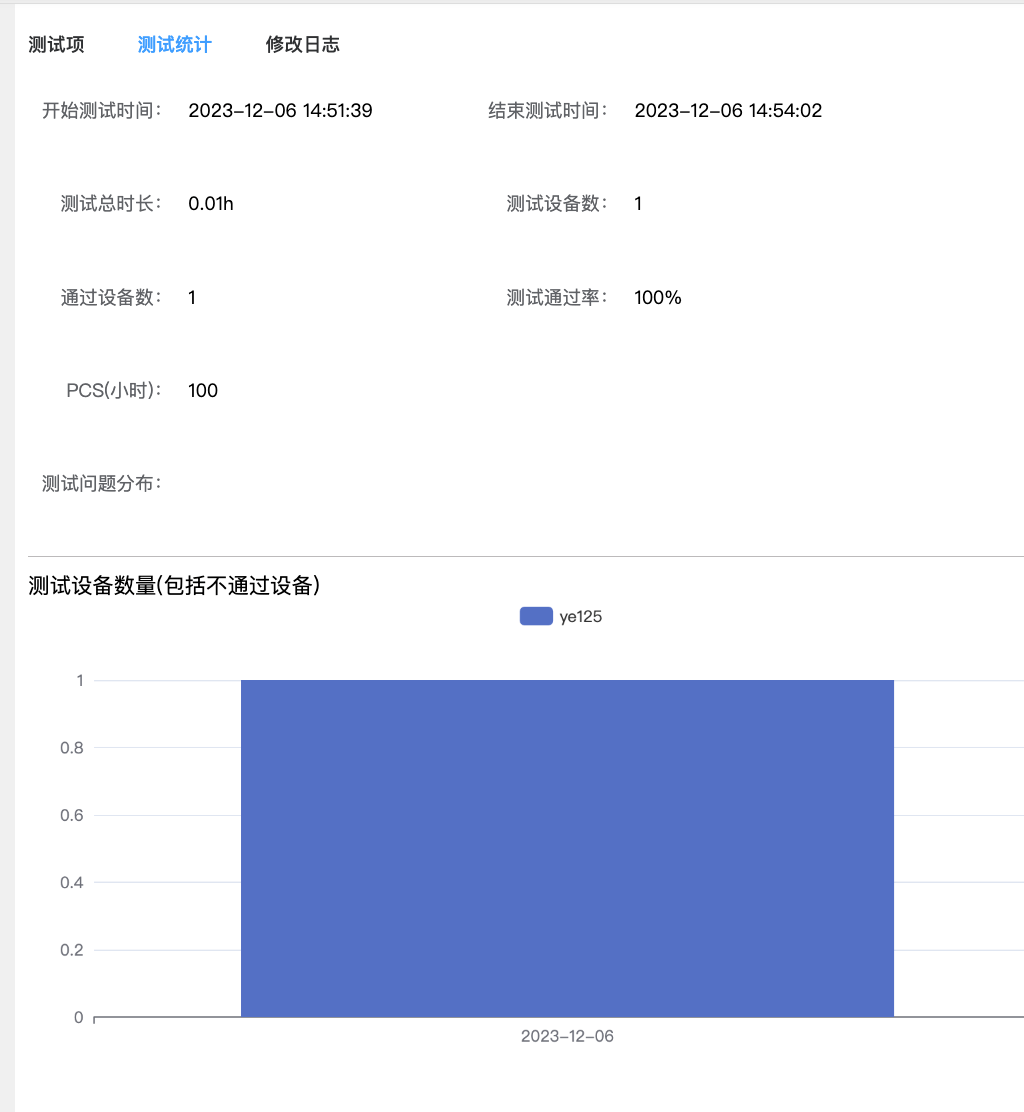 测试项 测试统计 修改日志
开始测试时间: 2023-12-06 14:51:39 结束测试时间: 2023-12-06 14:54:02
测试总时长: 0.01h 测试设备数: 1
通过设备数: 1 测试通过率: 100%
PCS(小时): 100
测试问题分布:
测试设备数量(包括不通过设备)
ye125
1
0.8
0.6
0.4
0.2
0
2023-12-06